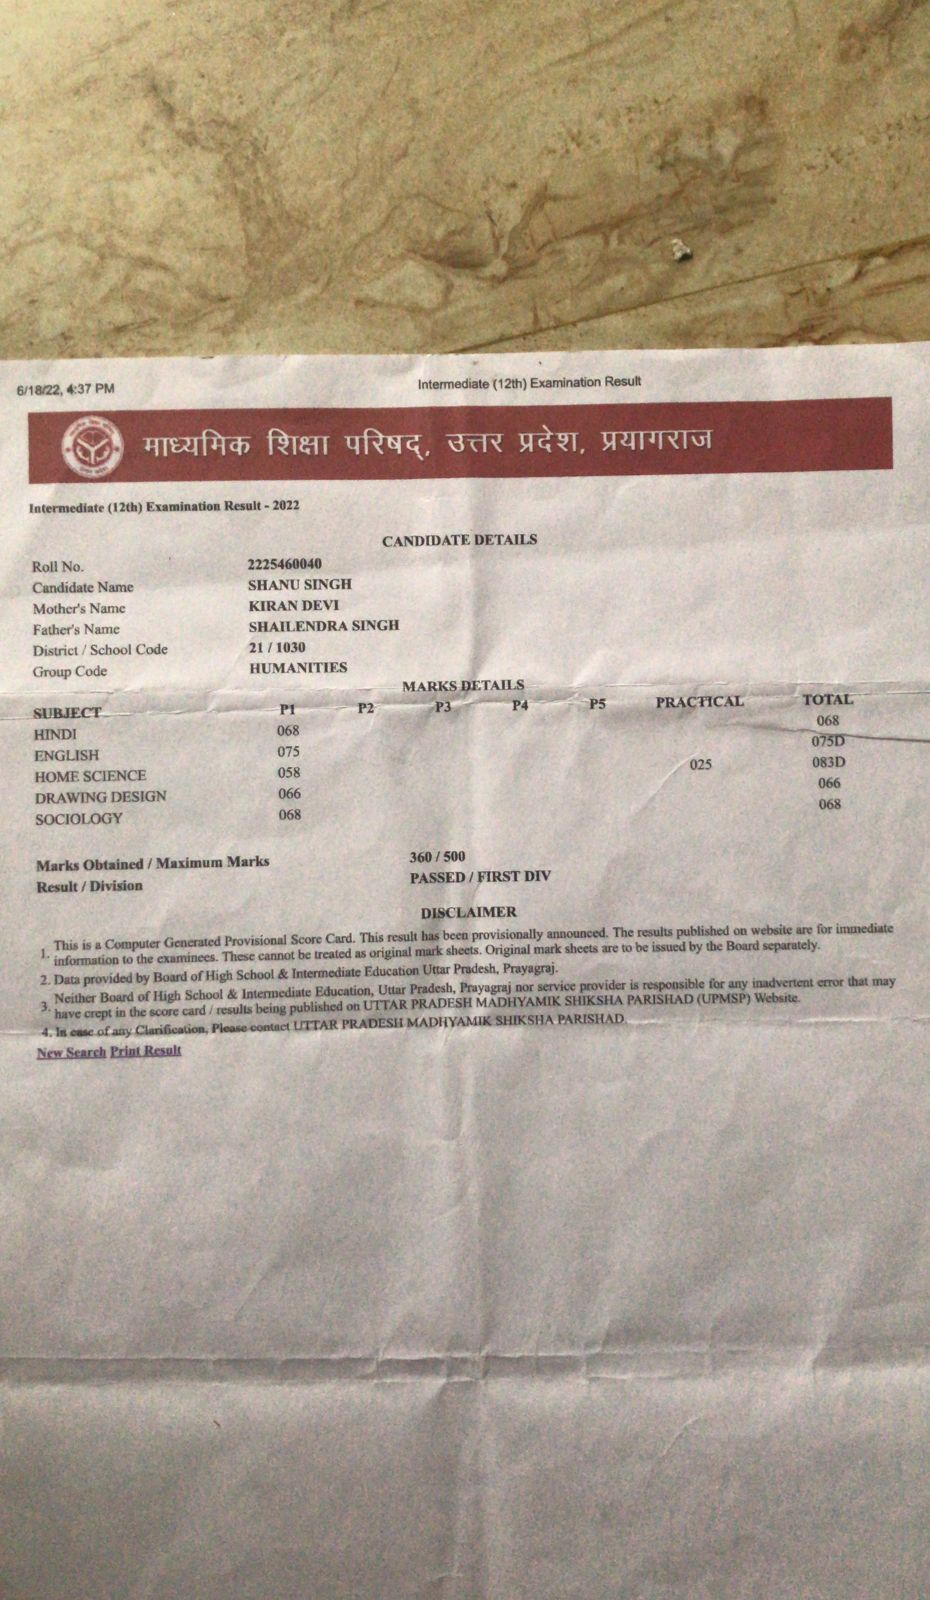 6/18/22, 4:37 PM Intermediate (12th) Examination Result
माध्यमिक शिक्षा परिषद्, उत्तर प्रदेश, प्रयागराज
Intermediate (12th) Examination Result - 2022
CANDIDATE DETAILS
Roll No. 2225460040
Candidate Name SHANU SINGH
Mother's Name KIRAN DEVI
Father's Name SHAILENDRA SINGH
District / School Code 21 / 1030
Group Code HUMANITIES
MARKS DETAILS
SUBJECT P1 P2 P3 P4 P5 PRACTICAL TOTAL
HINDI 068 068
ENGLISH 075 075D
HOME SCIENCE 058 025 083D
DRAWING DESIGN 066 066
SOCIOLOGY 068 068
Marks Obtained / Maximum Marks 360 / 500
Result / Division PASSED / FIRST DIV
DISCLAIMER
1. This is a Computer Generated Provisional Score Card. This result has been provisionally announced. The results published on website are for immediate
information to the examinees. These cannot be treated as original mark sheets. Original mark sheets are to be issued by the Board separately.
2. Data provided by Board of High School & Intermediate Education Uttar Pradesh, Prayagraj.
3. Neither Board of High School & Intermediate Education, Uttar Pradesh, Prayagraj nor service provider is responsible for any inadvertent error that may
have crept in the score card / results being published on UTTAR PRADESH MADHYAMIK SHIKSHA PARISHAD (UPMSP) Website.
4. In case of any Clarification, Please contact UTTAR PRADESH MADHYAMIK SHIKSHA PARISHAD.
New Search Print Result